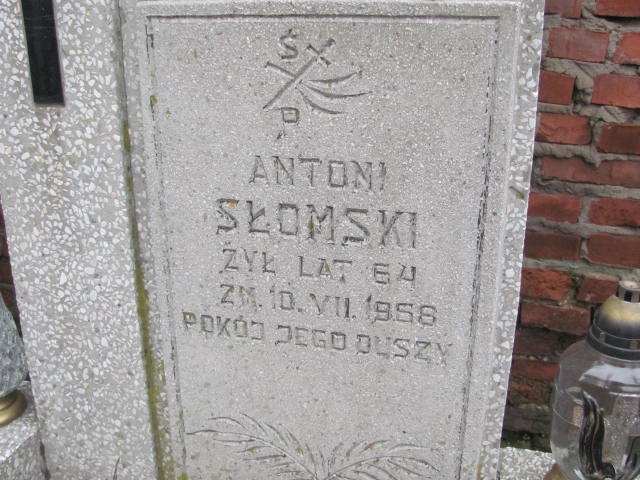 Ś
P
ANTONI
SŁOMSKI
ŻYŁ LAT 64
ZM. 10. VII. 1958
POKÓJ JEGO DUSZY